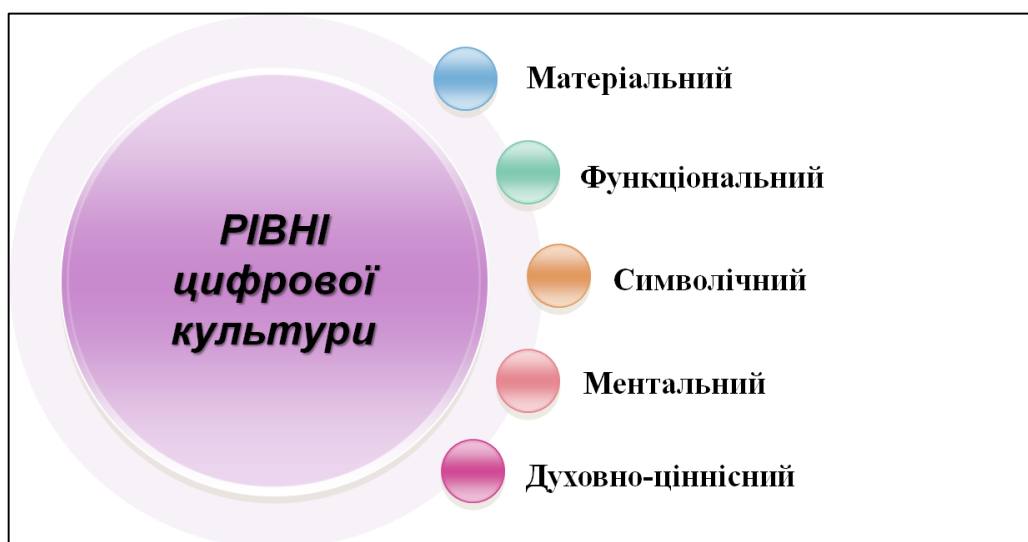 РІВНІ
цифрової
культури
Матеріальний
Функціональний
Символічний
Ментальний
Духовно-ціннісний